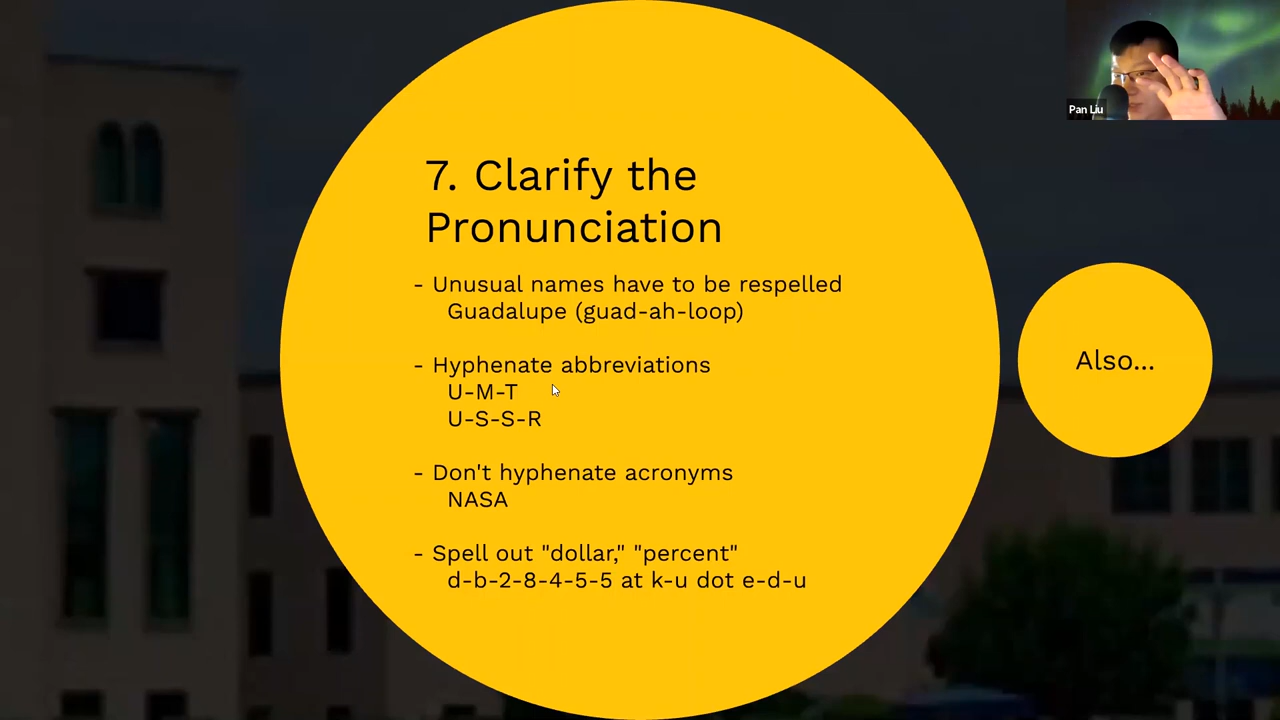 7. Clarify the
Pronunciation
- Unusual names have to be respelled
Guadalupe (guad-ah-loop)
- Hyphenate abbreviations
U-M-T
U-S-S-R
- Don't hyphenate acronyms
NASA
- Spell out "dollar," "percent"
d-b-2-8-4-5-5 at k-u dot e-d-u
Also...
Pan Liu